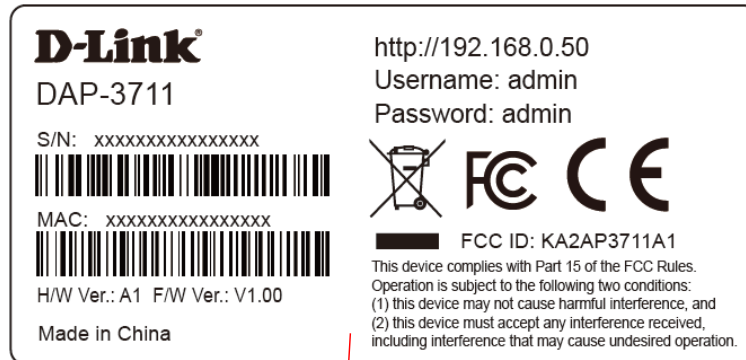 D-Link
DAP-3711
S/N: xxxxxxxxxxxxxxxx
MAC: xxxxxxxxxxxxxxxx
H/W Ver.: A1 F/W Ver.: V1.00
Made in China
http://192.168.0.50
Username: admin
Password: admin
FC CE
FCC ID: KA2AP3711A1
This device complies with Part 15 of the FCC Rules.
Operation is subject to the following two conditions:
(1) this device may not cause harmful interference, and
(2) this device must accept any interference received,
including interference that may cause undesired operation.